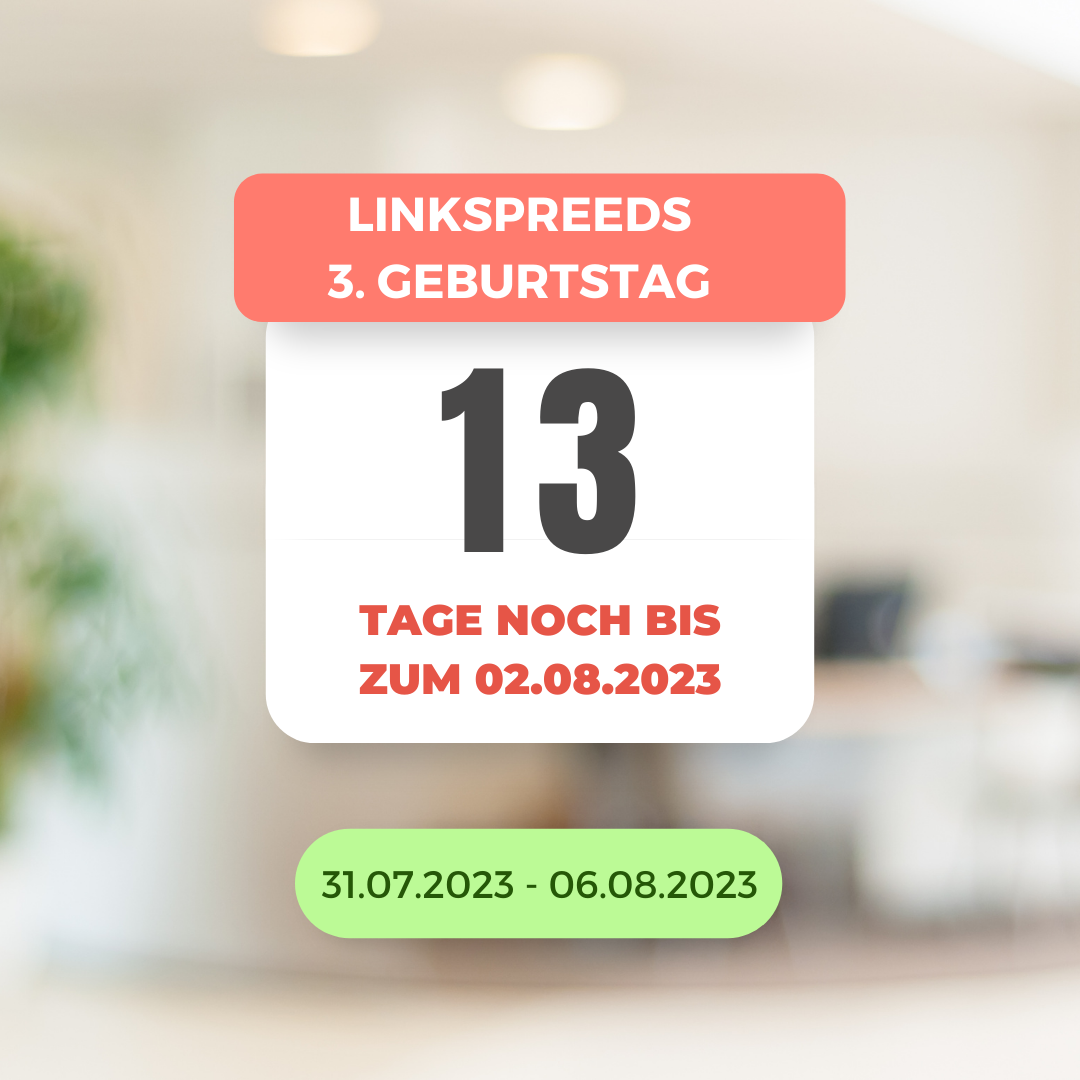 LINKSPREEDS
3. GEBURTSTAG
13
TAGE NOCH BIS
ZUM 02.08.2023
31.07.2023 - 06.08.2023